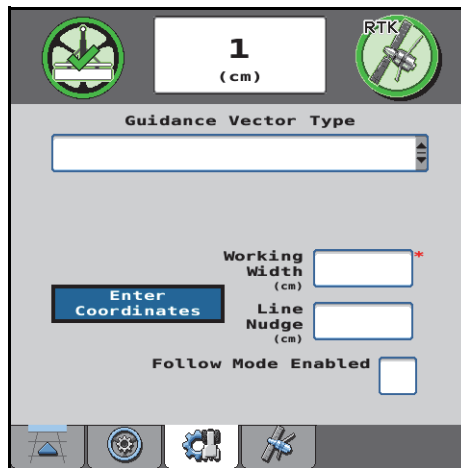 RTK
1
(cm)
Guidance Vector Type
Working
Width
(cm)
*
Enter
Coordinates
Line
Nudge
(cm)
Follow Mode Enabled